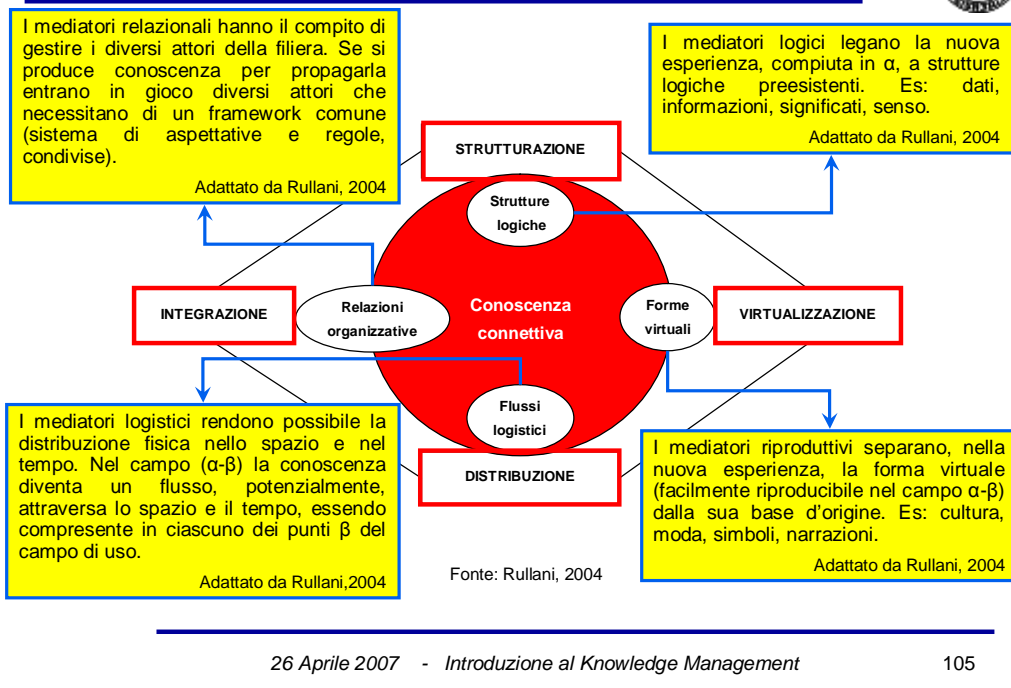 I mediatori relazionali hanno il compito di
gestire i diversi attori della filiera. Se si
produce conoscenza per propagarla
entrano in gioco diversi attori che
necessitano di un framework comune
(sistema di aspettative e regole,
condivise).
Adattato da Rullani, 2004
I mediatori logici legano la nuova
esperienza, compiuta in α, a strutture
logiche preesistenti. Es: dati,
informazioni, significati, senso.
Adattato da Rullani, 2004
STRUTTURAZIONE
Strutture
logiche
INTEGRAZIONE
Relazioni
organizzative
Conoscenza
connettiva
Forme
virtuali
VIRTUALIZZAZIONE
Flussi
logistici
DISTRIBUZIONE
I mediatori logistici rendono possibile la
distribuzione fisica nello spazio e nel
tempo. Nel campo (α-β) la conoscenza
diventa un flusso, potenzialmente,
attraversa lo spazio e il tempo, essendo
compresente in ciascuno dei punti β del
campo di uso.
Adattato da Rullani,2004
I mediatori riproduttivi separano, nella
nuova esperienza, la forma virtuale
(facilmente riproducibile nel campo α-β)
dalla sua base d'origine. Es: cultura,
moda, simboli, narrazioni.
Adattato da Rullani, 2004
Fonte: Rullani, 2004
26 Aprile 2007 - Introduzione al Knowledge Management
105